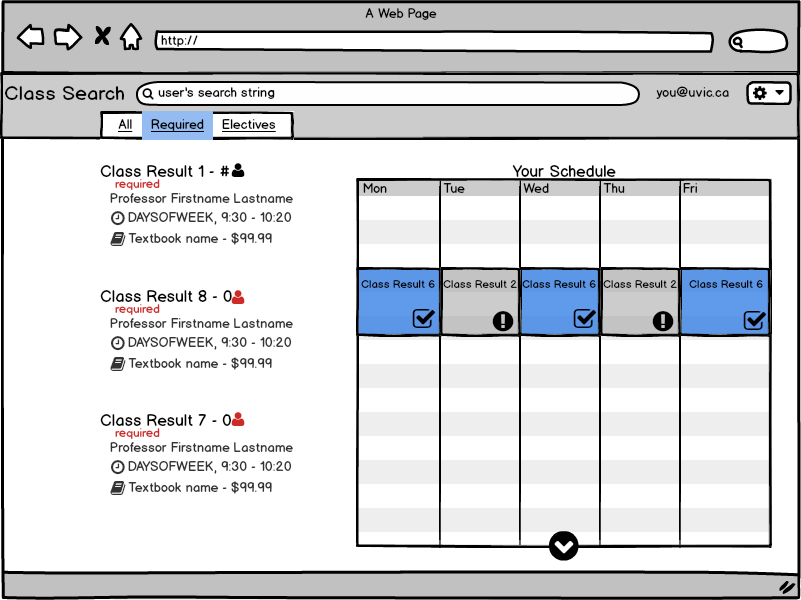 A Web Page
http://
Class Search
user's search string
you@uvic.ca
All Required Electives
Class Result 1 - #
required
Professor Firstname Lastname
DAYSOFWEEK, 9:30 - 10:20
Textbook name - $99.99
Class Result 8 - 0
required
Professor Firstname Lastname
DAYSOFWEEK, 9:30 - 10:20
Textbook name - $99.99
Class Result 7 - 0
required
Professor Firstname Lastname
DAYSOFWEEK, 9:30 - 10:20
Textbook name - $99.99
Your Schedule
Mon Tue Wed Thu Fri
Class Result 6 Class Result 2 Class Result 6 Class Result 2 Class Result 6